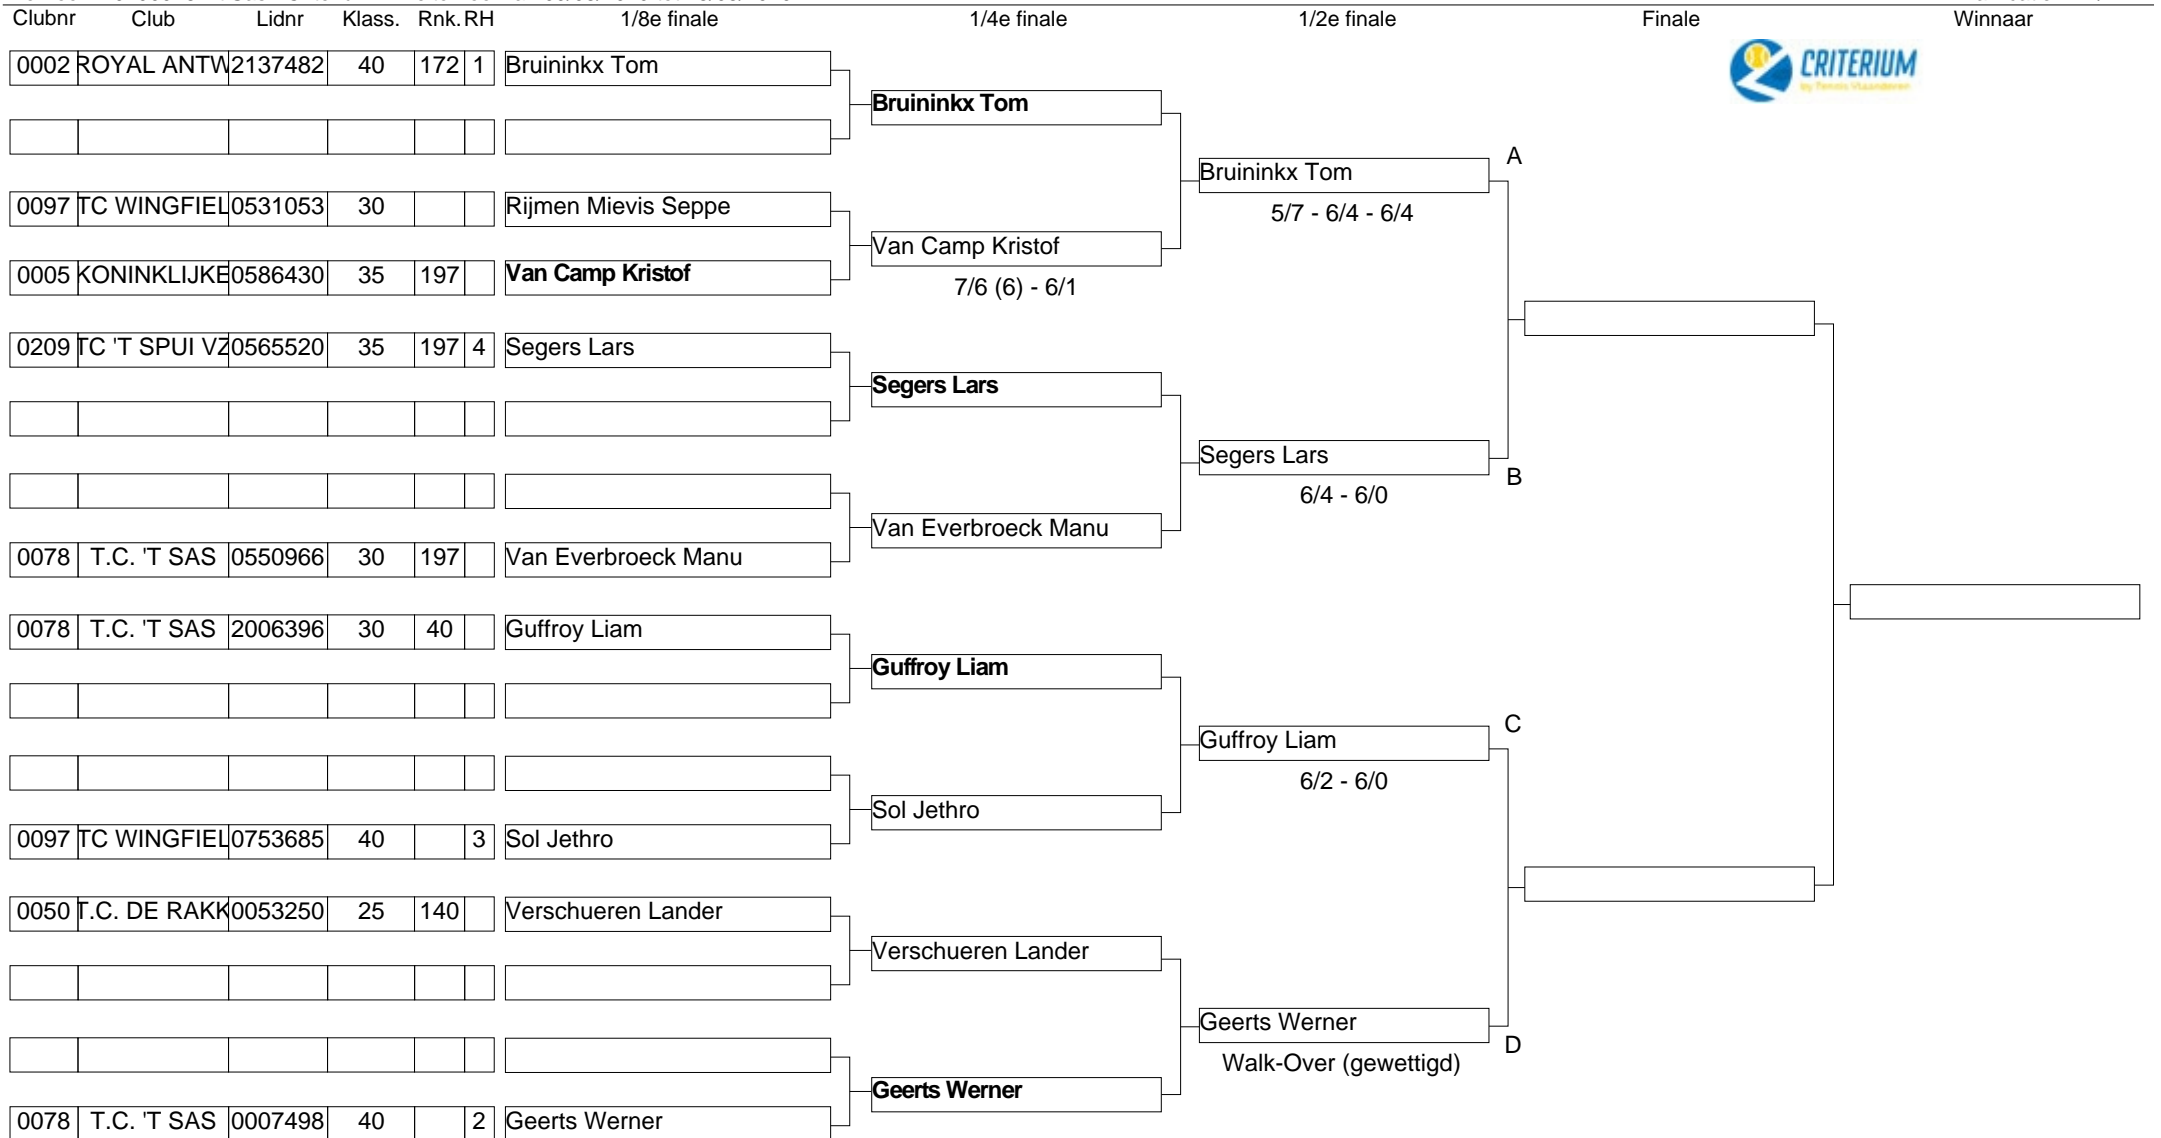 Clubnr Club Lidnr Klass. Rnk. RH 1/8e finale 1/4e finale 1/2e finale Finale Winnaar
CRITERIUM
by Tennis Vlaanderen
0002 ROYAL ANTW 2137482 40 172 1 Bruininkx Tom
Bruininkx Tom
A
Bruininkx Tom
5/7 - 6/4 - 6/4
0097 TC WINGFIEL 0531053 30 Rijmen Mievis Seppe
Van Camp Kristof
7/6 (6) - 6/1
0005 KONINKLIJKE 0586430 35 197 Van Camp Kristof
0209 TC 'T SPUI VZ 0565520 35 197 4 Segers Lars
Segers Lars
Segers Lars
B
6/4 - 6/0
Van Everbroeck Manu
0078 T.C. 'T SAS 0550966 30 197 Van Everbroeck Manu
0078 T.C. 'T SAS 2006396 30 40 Guffroy Liam
Guffroy Liam
C
Guffroy Liam
6/2 - 6/0
Sol Jethro
0097 TC WINGFIEL 0753685 40 3 Sol Jethro
0050 T.C. DE RAKK 0053250 25 140 Verschueren Lander
Verschueren Lander
Geerts Werner
D
Walk-Over (gewettigd)
Geerts Werner
0078 T.C. 'T SAS 0007498 40 2 Geerts Werner